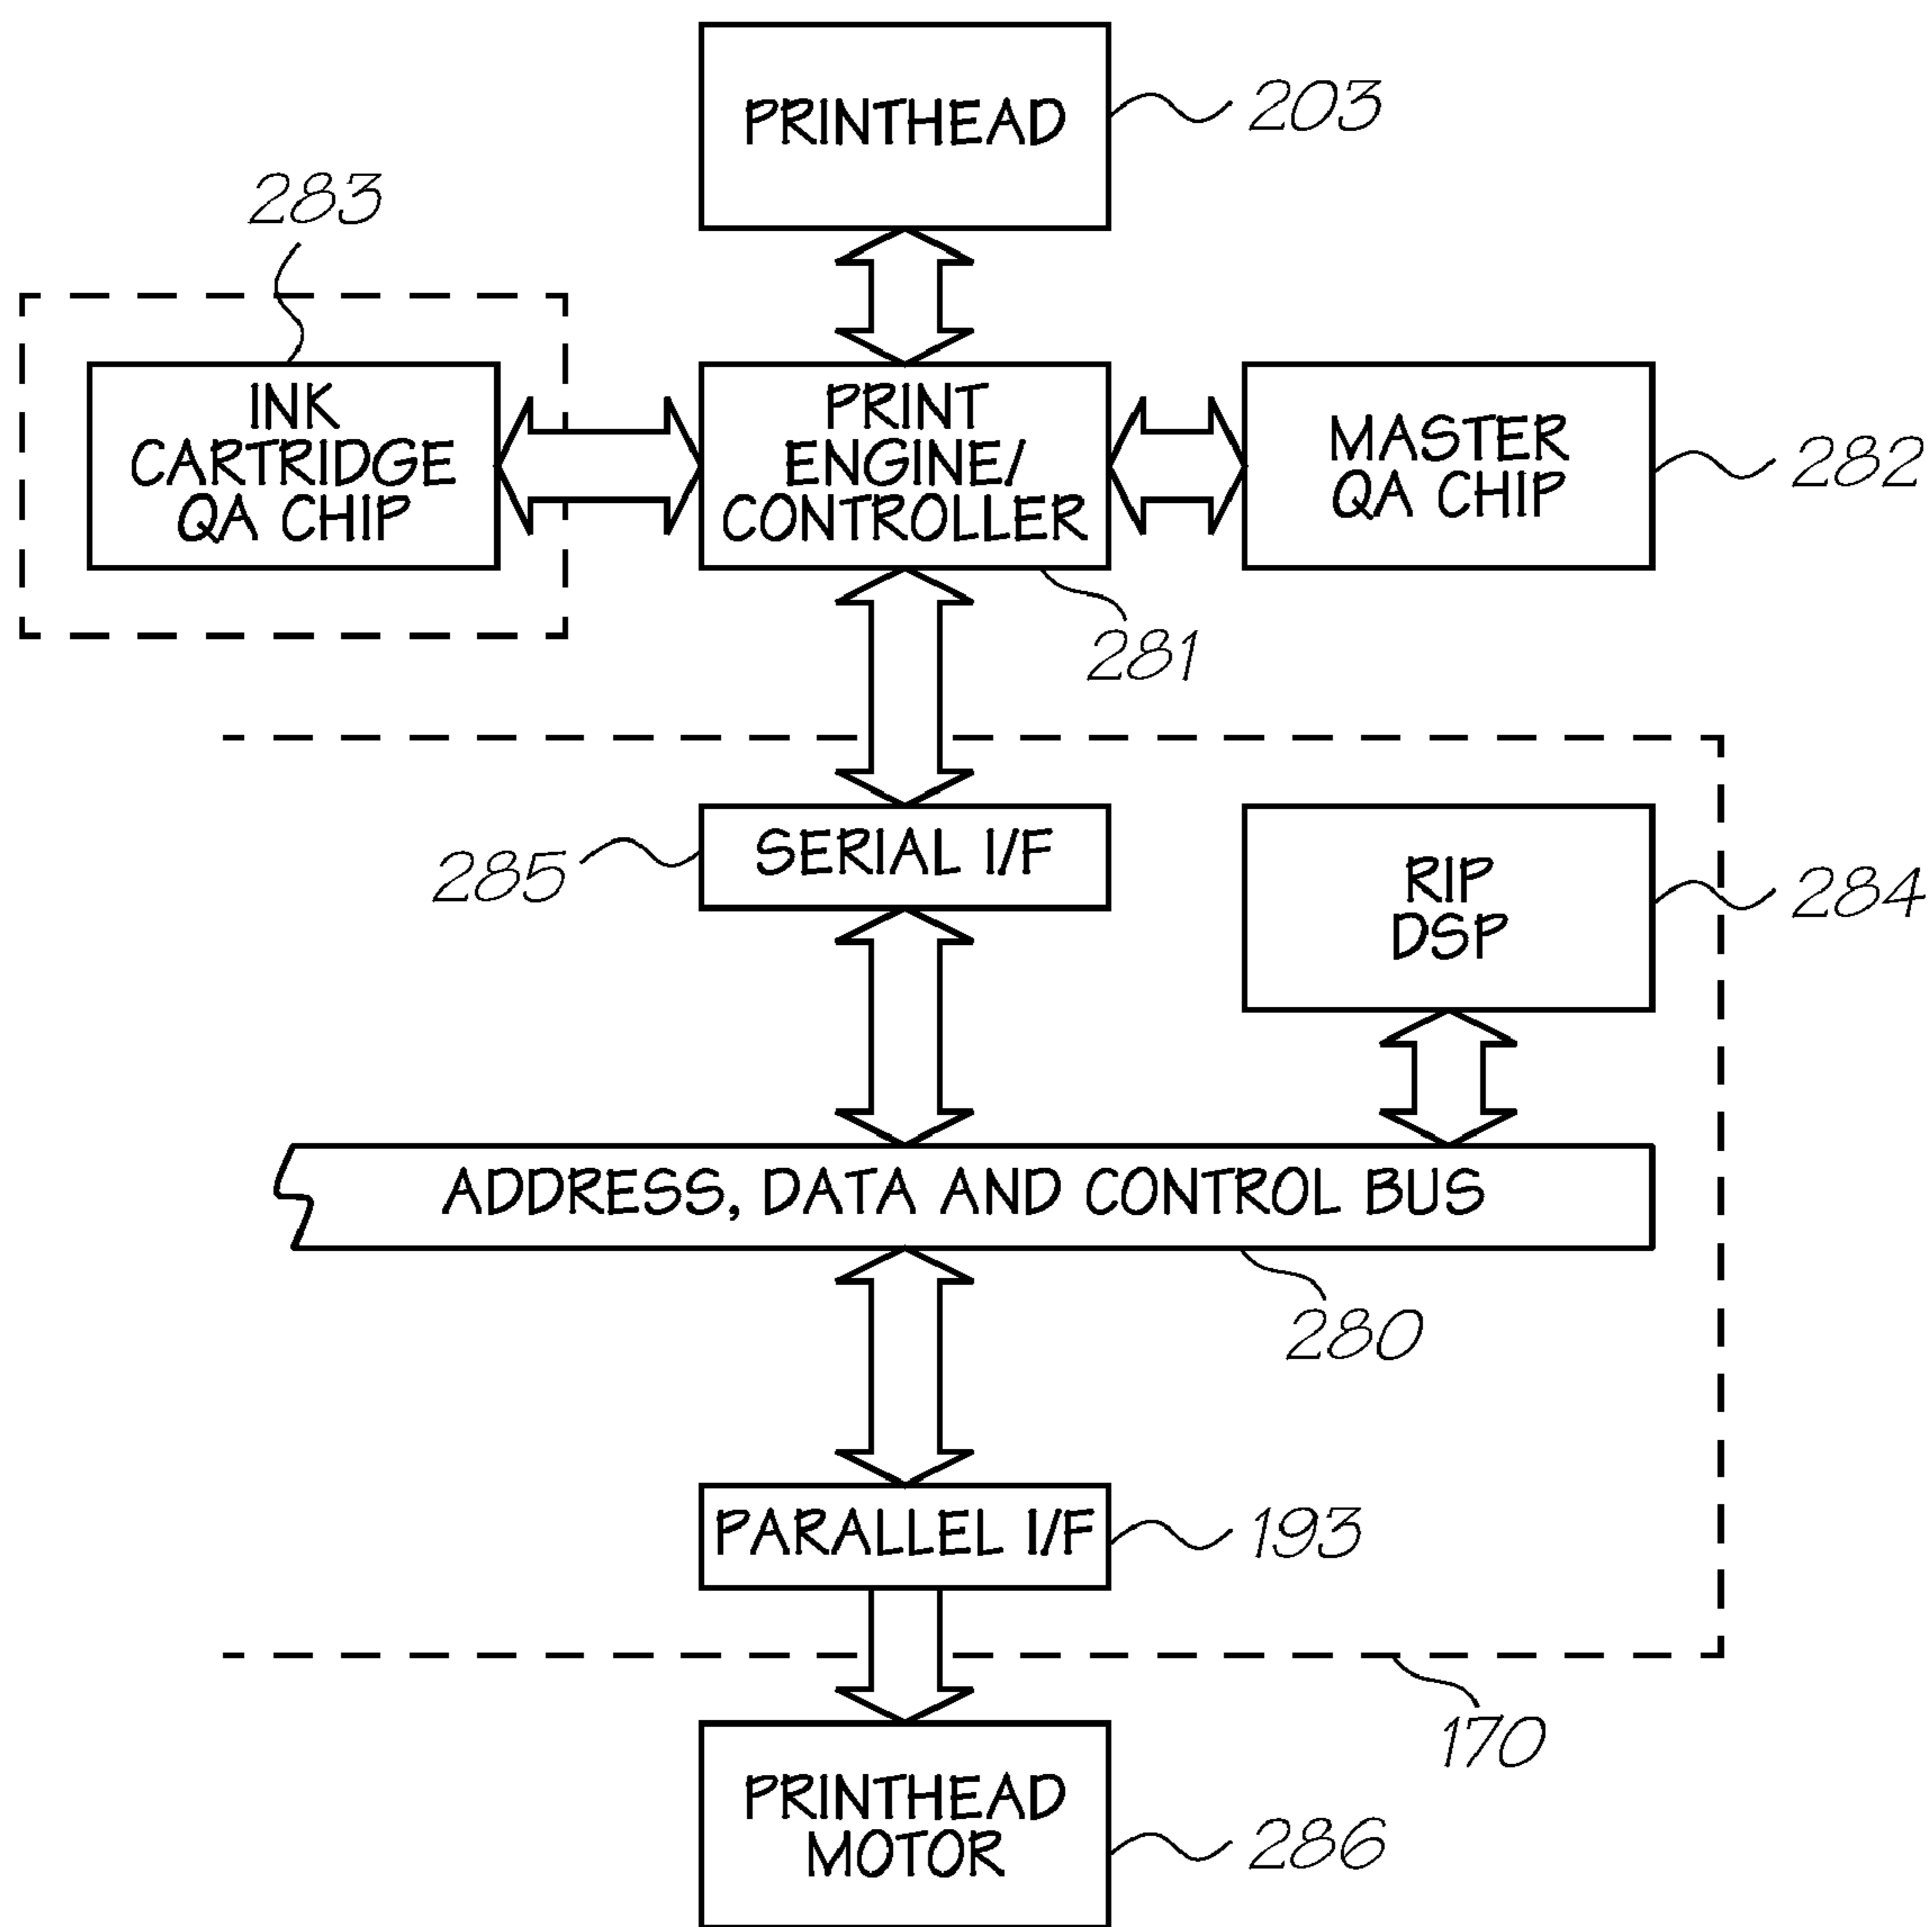 PRINTHEAD
203
283
INK
CARTRIDGE
QA CHIP
PRINT
ENGINE/
CONTROLLER
MASTER
QA CHIP
282
281
SERIAL I/F
285
RIP
DSP
284
ADDRESS, DATA AND CONTROL BUS
280
PARALLEL I/F
193
170
PRINTHEAD
MOTOR
286